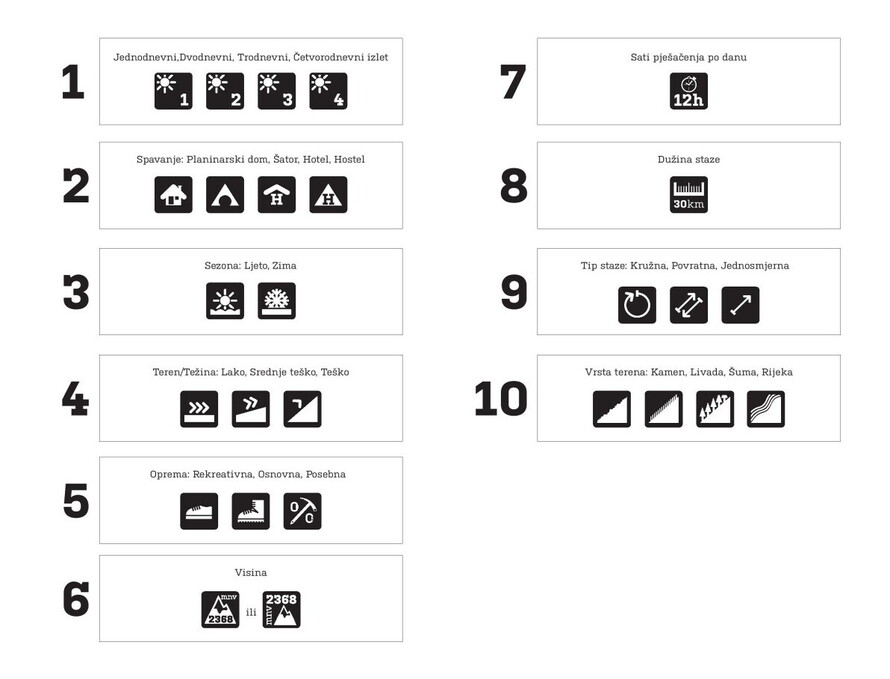 1
Jednodnevni,Dvodnevni, Trodnevni, Četvorodnevni izlet
1 2 3 4
2
Spavanje: Planinarski dom, Šator, Hotel, Hostel
H H
3
Sezona: Ljeto, Zima
4
Teren/Težina: Lako, Srednje teško, Teško
5
Oprema: Rekreativna, Osnovna, Posebna
6
Visina
mnv
2368
ili
2368
mnv
7
Sati pješačenja po danu
12h
8
Dužina staze
30km
9
Tip staze: Kružna, Povratna, Jednosmjerna
10
Vrsta terena: Kamen, Livada, Šuma, Rijeka